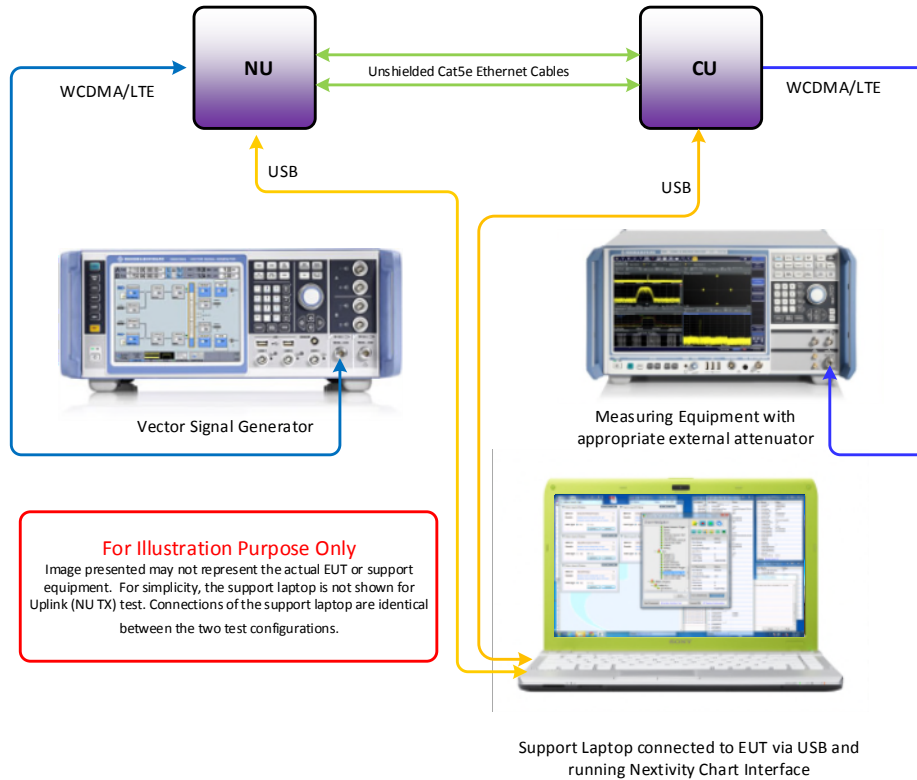 NU
CU
Unshielded Cat5e Ethernet Cables
WCDMA/LTE
WCDMA/LTE
USB
USB
Vector Signal Generator
Measuring Equipment with
appropriate external attenuator
For Illustration Purpose Only
Image presented may not represent the actual EUT or support
equipment. For simplicity, the support laptop is not shown for
Uplink (NU TX) test. Connections of the support laptop are identical
between the two test configurations.
SONY
Support Laptop connected to EUT via USB and
running Nextivity Chart Interface